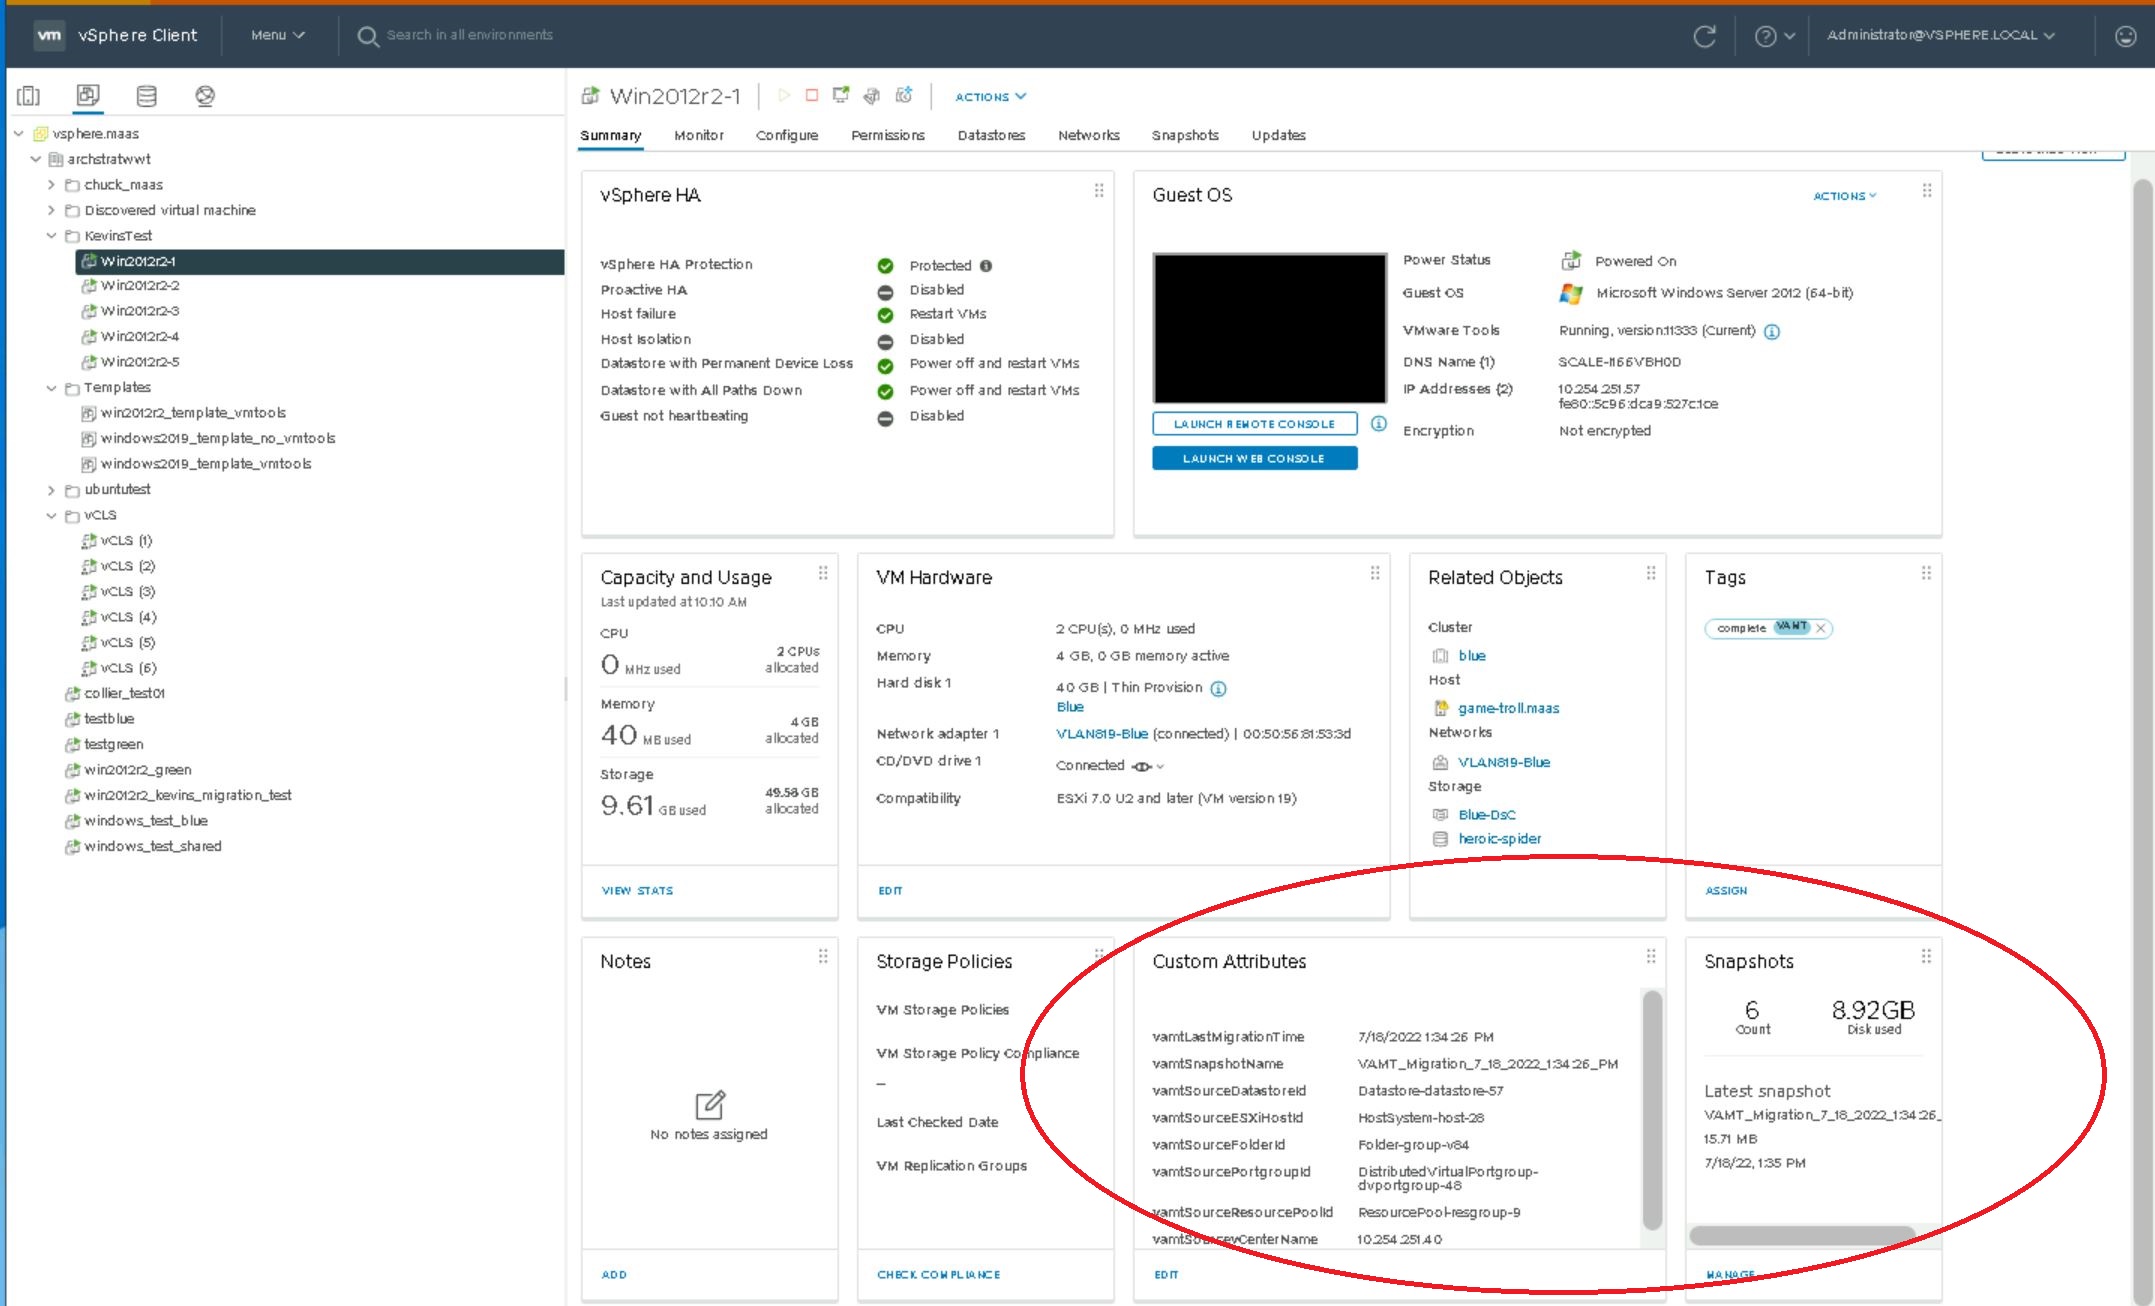 vm vSphere Client Menu Search in all environments Administrator@VSPHERE.LOCAL
vsphere.maas
archstratwwt
chuck_maas
Discovered virtual machine
KevinsTest
Win2012r2-1
Win2012r2-2
Win2012r2-3
Win2012r2-4
Win2012r2-5
Templates
win2012r2_template_vmtools
windows2019_template_no_vmtools
windows2019_template_vmtools
ubuntutest
vCLS
vCLS (1)
vCLS (2)
vCLS (3)
vCLS (4)
vCLS (5)
vCLS (6)
collier_test01
testblue
testgreen
win2012r2_green
win2012r2_kevins_migration_test
windows_test_blue
windows_test_shared
Win2012r2-1 ACTIONS
Summary Monitor Configure Permissions Datastores Networks Snapshots Updates
vSphere HA
vSphere HA Protection Protected
Proactive HA Disabled
Host failure Restart VMs
Host Isolation Disabled
Datastore with Permanent Device Loss Power off and restart VMs
Datastore with All Paths Down Power off and restart VMs
Guest not heartbeating Disabled
Guest OS ACTIONS
Power Status Powered On
Guest OS Microsoft Windows Server 2012 (64-bit)
VMware Tools Running, version:11333 (Current)
DNS Name (1) SCALE-I166VBH0D
IP Addresses (2) 10.254.251.57
fe80::5c96:dca9:527c:1ce
Encryption Not encrypted
LAUNCH REMOTE CONSOLE
LAUNCH WEB CONSOLE
Capacity and Usage
Last updated at 10:10 AM
CPU
0 MHz used 2 CPUs allocated
Memory
40 MB used 4 GB allocated
Storage
9.61 GB used 49.58 GB allocated
VIEW STATS
VM Hardware
CPU 2 CPU(s), 0 MHz used
Memory 4 GB, 0 GB memory active
Hard disk 1 40 GB | Thin Provision
Blue
Network adapter 1 VLAN819-Blue (connected) | 00:50:56:81:53:3d
CD/DVD drive 1 Connected
Compatibility ESXi 7.0 U2 and later (VM version 19)
EDIT
Related Objects
Cluster
blue
Host
game-troll.maas
Networks
VLAN819-Blue
Storage
Blue-DsC
heroic-spider
Tags
complete VAMT
ASSIGN
Notes
No notes assigned
ADD
Storage Policies
VM Storage Policies
VM Storage Policy Compliance
--
Last Checked Date
VM Replication Groups
CHECK COMPLIANCE
Custom Attributes
vamtLastMigrationTime 7/18/2022 1:34:26 PM
vamtSnapshotName VAMT_Migration_7_18_2022_1:34:26_PM
vamtSourceDatastoreId Datastore-datastore-57
vamtSourceESXiHostId HostSystem-host-28
vamtSourceFolderId Folder-group-v84
vamtSourcePortgroupId DistributedVirtualPortgroup-
dvportgroup-48
vamtSourceResourcePoolId ResourcePool-resgroup-9
vamtSourcevCenterName 10.254.251.40
EDIT
Snapshots
6 8.92GB
Count Disk used
Latest snapshot
VAMT_Migration_7_18_2022_1:34:26_
15.71 MB
7/18/22, 1:35 PM
MANAGE